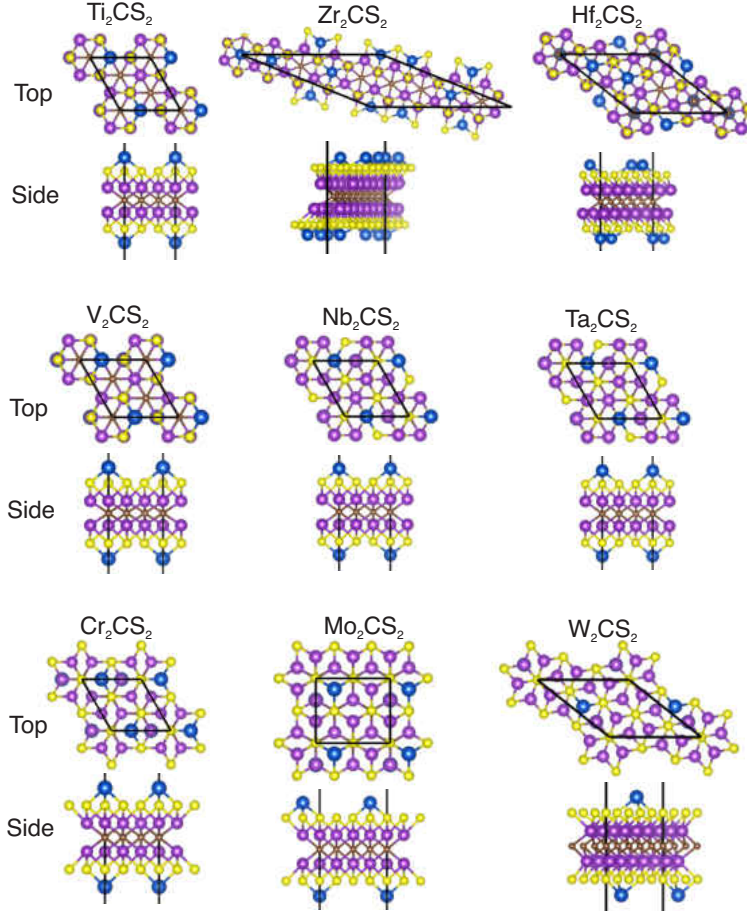 Ti₂CS₂ Zr₂CS₂ Hf₂CS₂
Top
Side
V₂CS₂ Nb₂CS₂ Ta₂CS₂
Top
Side
Cr₂CS₂ Mo₂CS₂ W₂CS₂
Top
Side